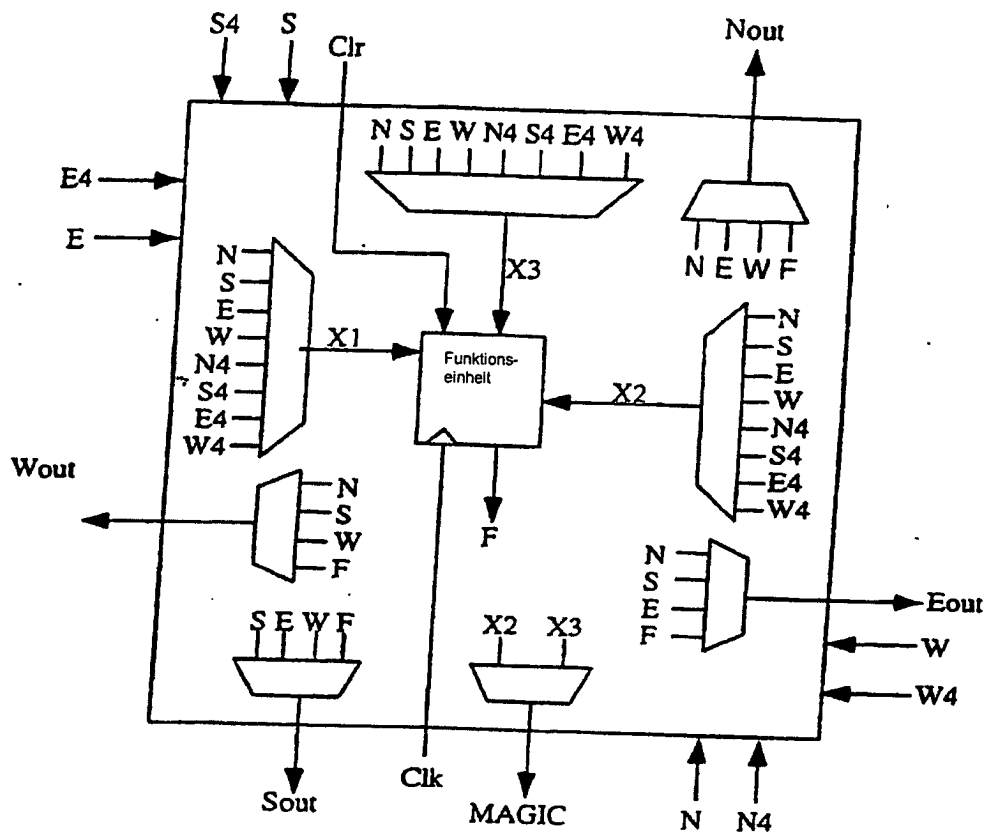 S4 S Clr Nout
N S E W N4 S4 E4 W4
E4
E
N E W F
X3
N
S
E
W
N4
S4
E4
W4
X1
Funktions-
einheit
X2
N
S
E
W
N4
S4
E4
W4
Wout
N
S
W
F
F
N
S
E
F
Eout
W
W4
S E W F
X2 X3
Sout
Clk
MAGIC
N N4